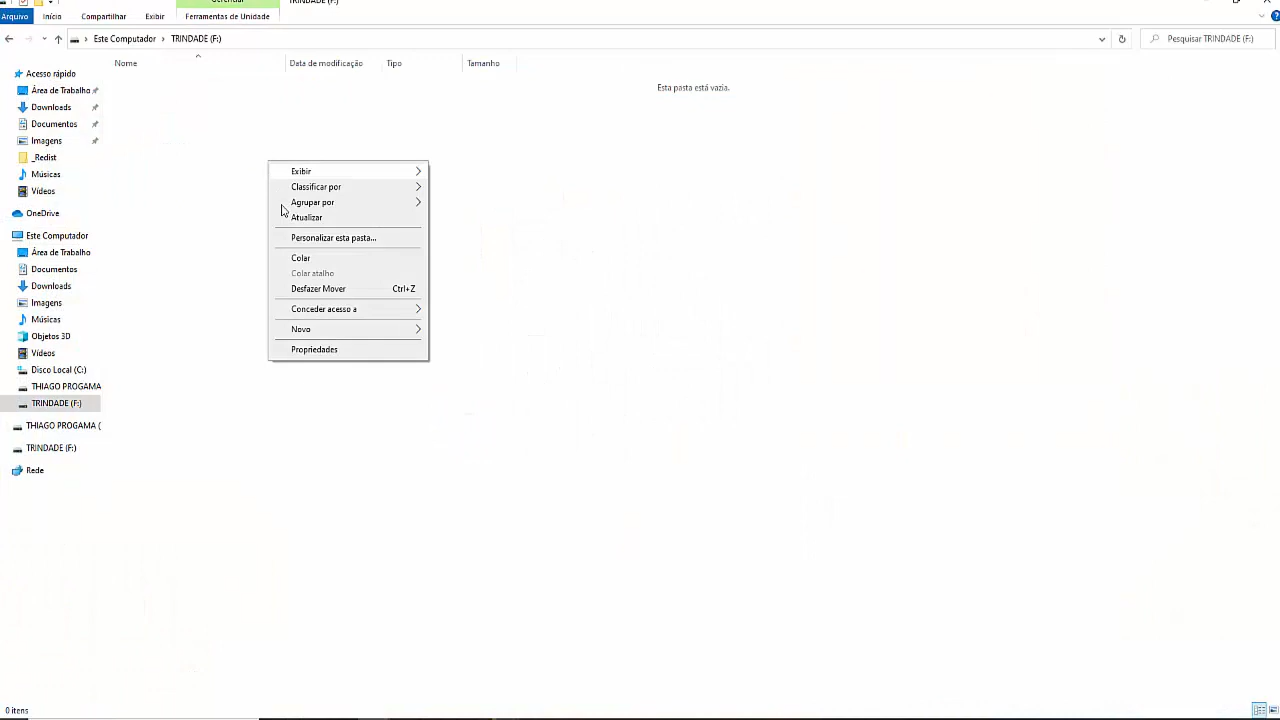 Gerenciar
TRINDADE (F:)
Arquivo
Início
Compartilhar
Exibir
Ferramentas de Unidade
Este Computador
TRINDADE (F:)
Pesquisar TRINDADE (F:)
Nome
Data de modificação
Tipo
Tamanho
Esta pasta está vazia.
Acesso rápido
Área de Trabalho
Downloads
Documentos
Imagens
_Redist
Músicas
Vídeos
OneDrive
Este Computador
Área de Trabalho
Documentos
Downloads
Imagens
Músicas
Objetos 3D
Vídeos
Disco Local (C:)
THIAGO PROGAMA
TRINDADE (F:)
THIAGO PROGAMA (
TRINDADE (F:)
Rede
Exibir
Classificar por
Agrupar por
Atualizar
Personalizar esta pasta...
Colar
Colar atalho
Desfazer Mover Ctrl+Z
Conceder acesso a
Novo
Propriedades
0 itens